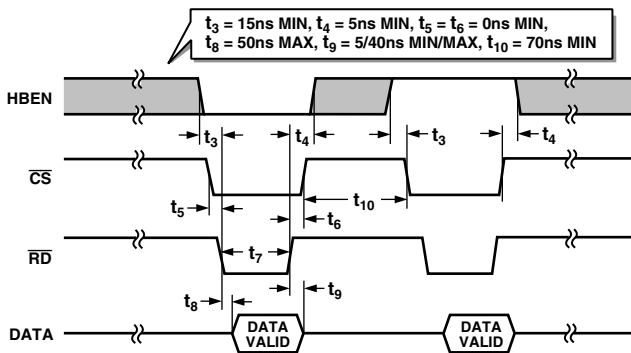 t3 = 15ns MIN, t4 = 5ns MIN, t5 = t6 = 0ns MIN,
t8 = 50ns MAX, t9 = 5/40ns MIN/MAX, t10 = 70ns MIN
HBEN
t3
t4
t3
t4
CS
t5
t10
t6
RD
t7
t8
t9
DATA
DATA
VALID
DATA
VALID